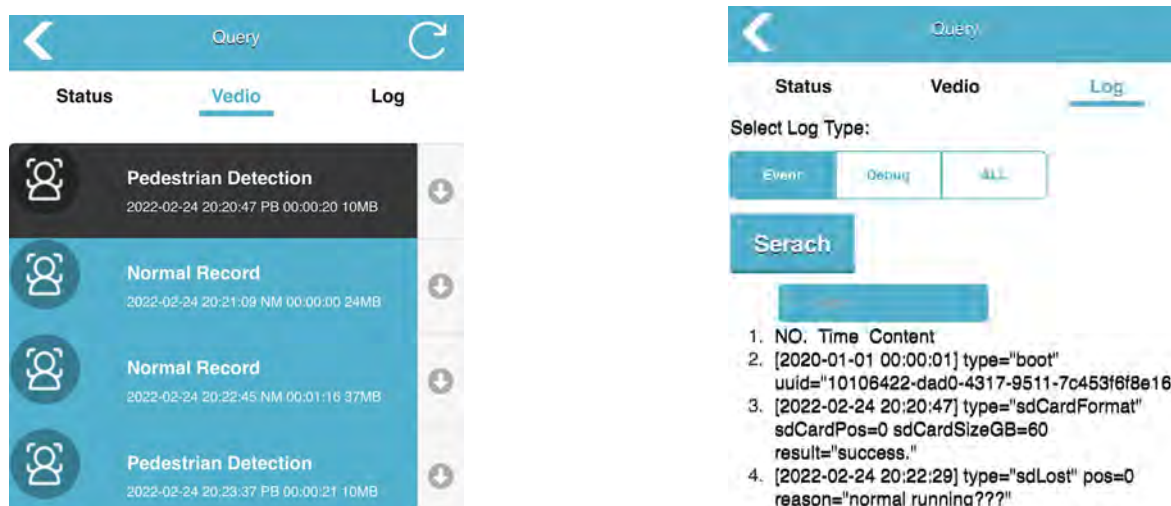 Query
Status Vedio Log
Pedestrian Detection
2022-02-24 20:20:47 PB 00:00:20 10MB
Normal Record
2022-02-24 20:21:09 NM 00:00:00 24MB
Normal Record
2022-02-24 20:22:45 NM 00:01:16 37MB
Pedestrian Detection
2022-02-24 20:23:37 PB 00:00:21 10MB
Query
Status Vedio Log
Select Log Type:
Event Debug ALL
Serach
1. NO. Time Content
2. [2020-01-01 00:00:01] type="boot"
uuid="10106422-dad0-4317-9511-7c453f6f8e16
3. [2022-02-24 20:20:47] type="sdCardFormat"
sdCardPos=0 sdCardSizeGB=60
result="success."
4. [2022-02-24 20:22:29] type="sdLost" pos=0
reason="normal running???"